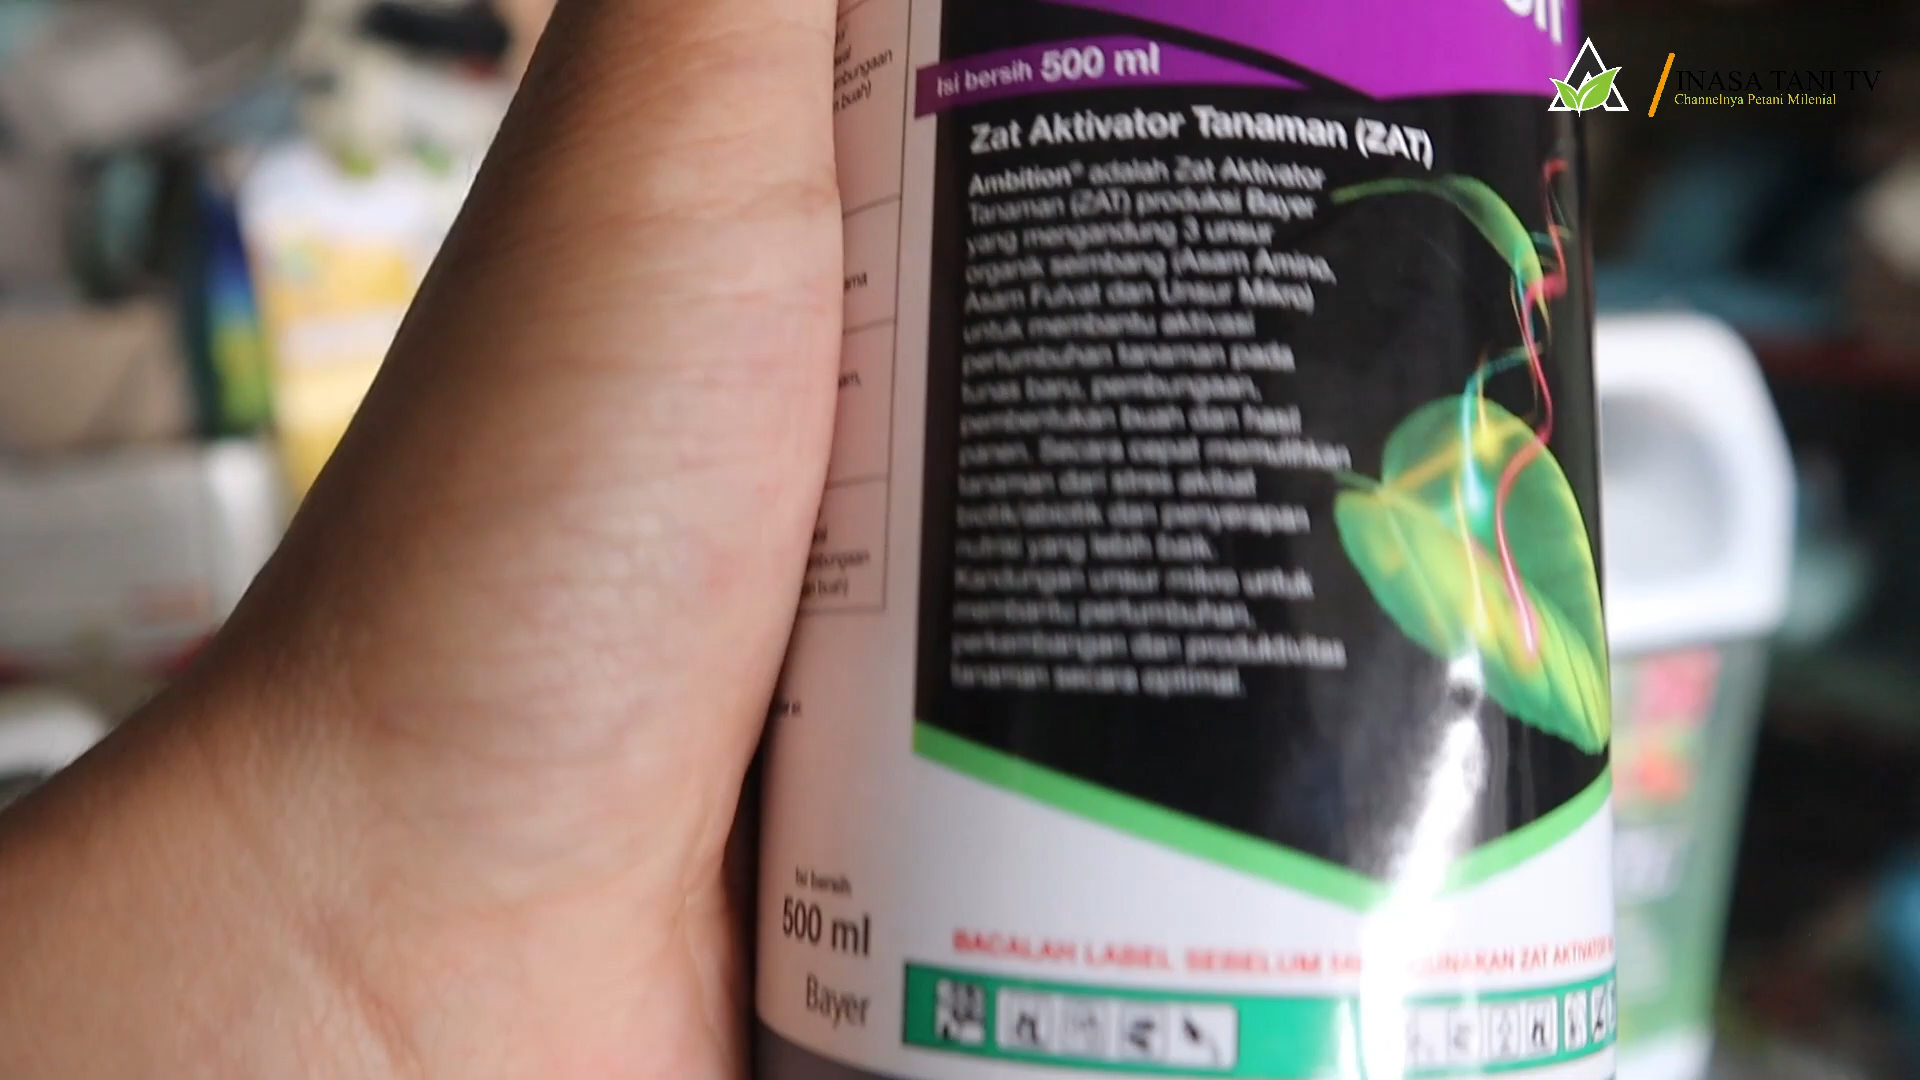 INASA TANI TV
Channelnya Petani Milenial
Isi bersih 500 ml
Zat Aktivator Tanaman (ZAT)
Ambition® adalah Zat Aktivator
Tanaman (ZAT) produksi Bayer
yang mengandung 3 unsur
organik seimbang (Asam Amino,
Asam Fulvat dan Unsur Mikro)
untuk membantu aktivasi
pertumbuhan tanaman pada
tunas baru, pembungaan,
pembentukan buah dan hasil
panen. Secara cepat memulihkan
tanaman dari stres akibat
biotik/abiotik dan penyerapan
nutrisi yang lebih baik.
Kandungan unsur mikro untuk
membantu pertumbuhan,
perkembangan dan produktivitas
tanaman secara optimal.
BACALAH LABEL SEBELUM ZAT
Isi bersih
500 ml
Bayer